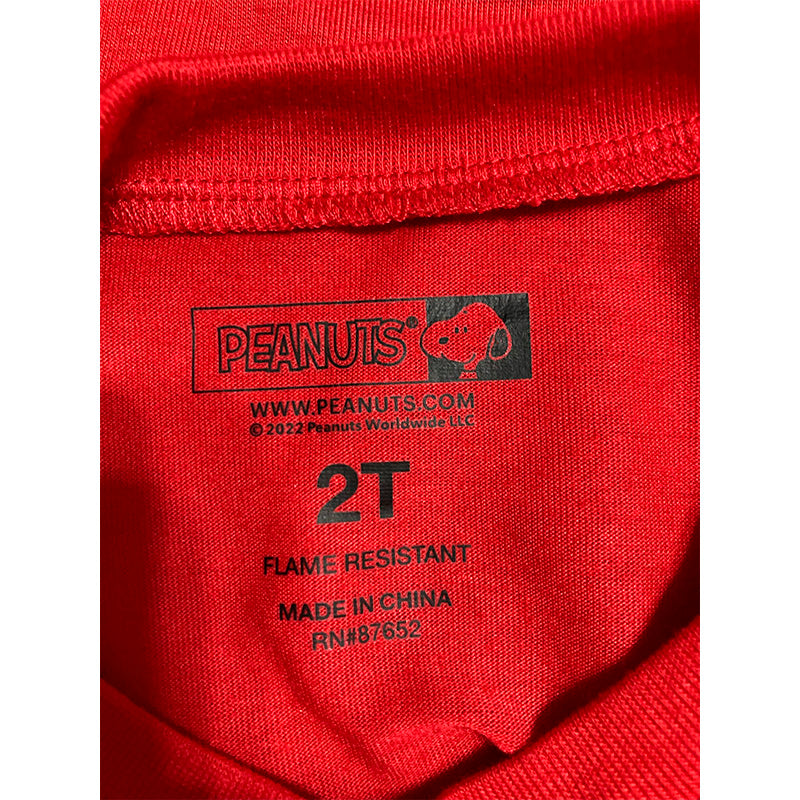 PEANUTS®
WWW.PEANUTS.COM
© 2022 Peanuts Worldwide LLC
2T
FLAME RESISTANT
MADE IN CHINA
RN#87652